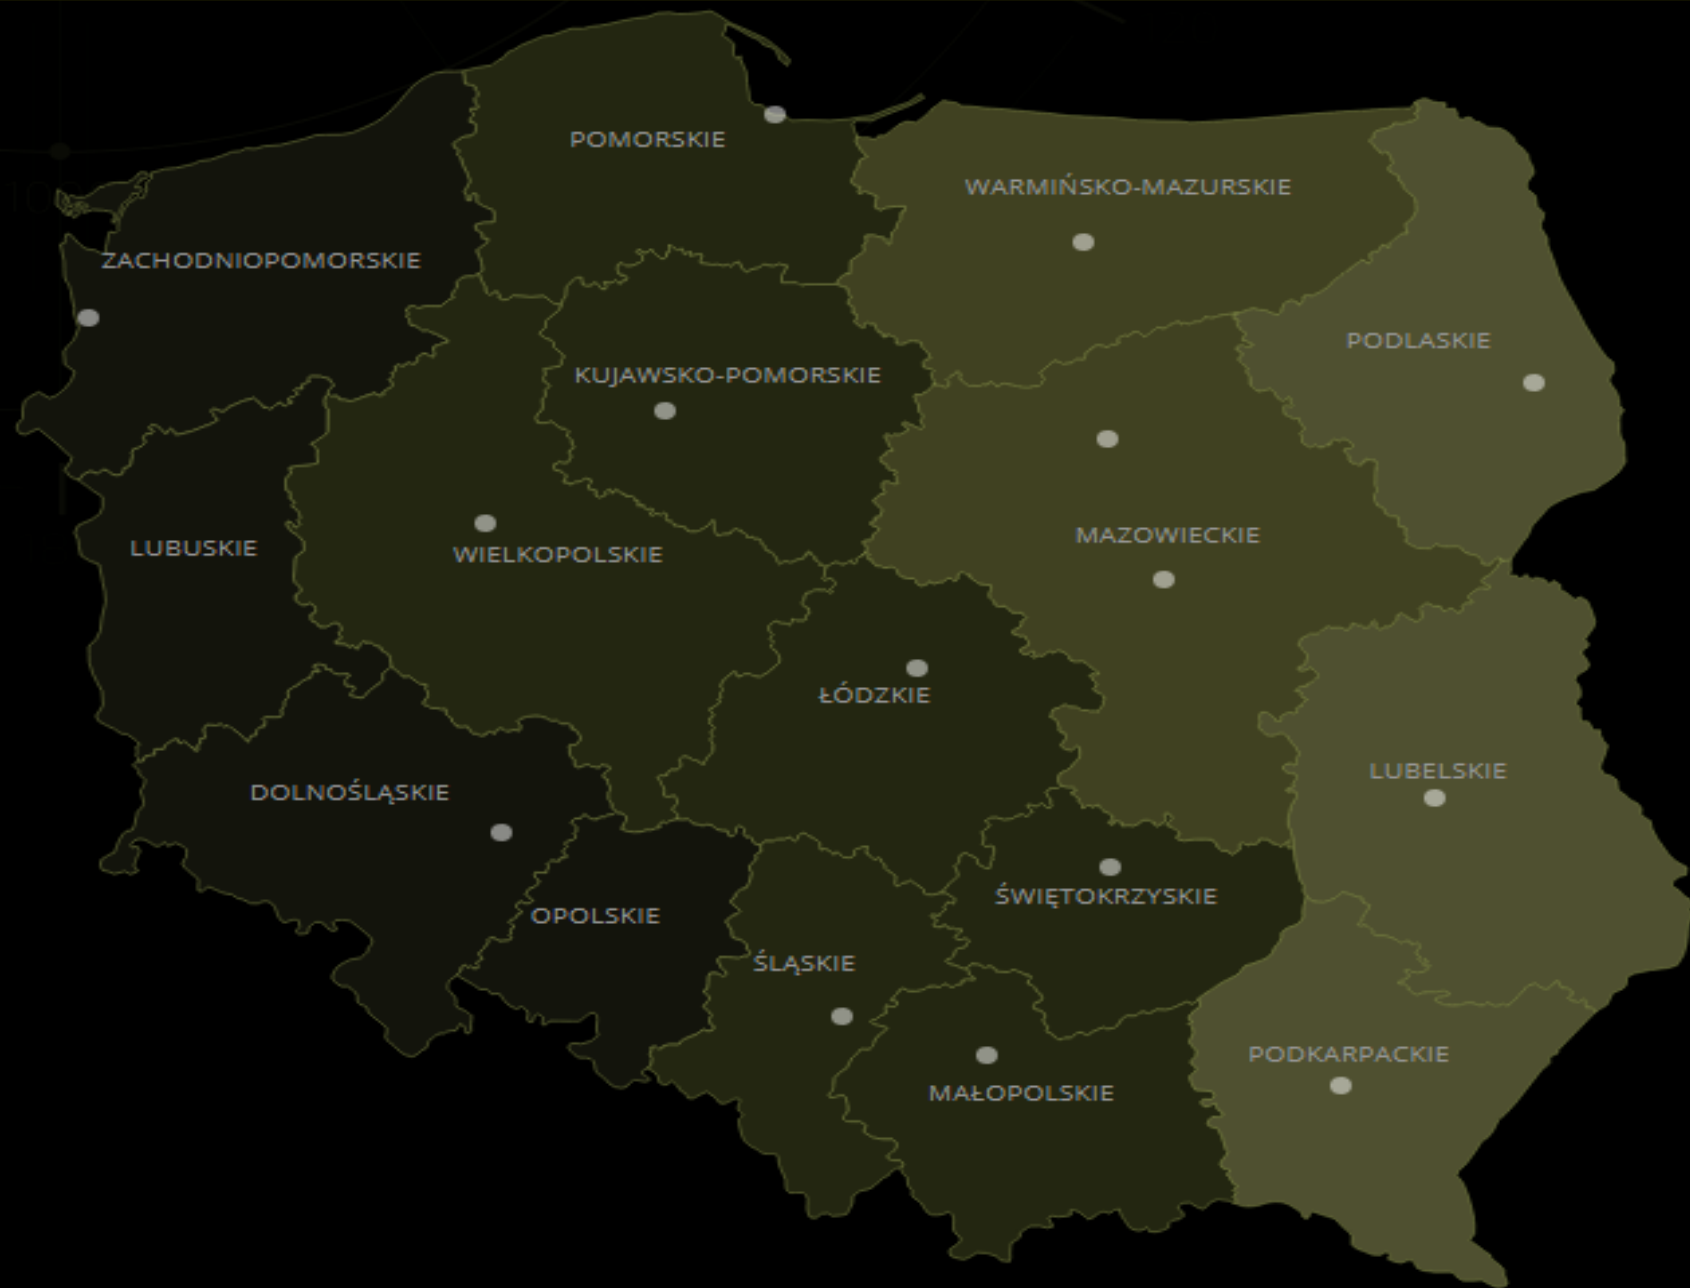 POMORSKIE
WARMIŃSKO-MAZURSKIE
ZACHODNIOPOMORSKIE
PODLASKIE
KUJAWSKO-POMORSKIE
MAZOWIECKIE
LUBUSKIE
WIELKOPOLSKIE
ŁÓDZKIE
LUBELSKIE
DOLNOŚLĄSKIE
ŚWIĘTOKRZYSKIE
OPOLSKIE
ŚLĄSKIE
PODKARPACKIE
MAŁOPOLSKIE